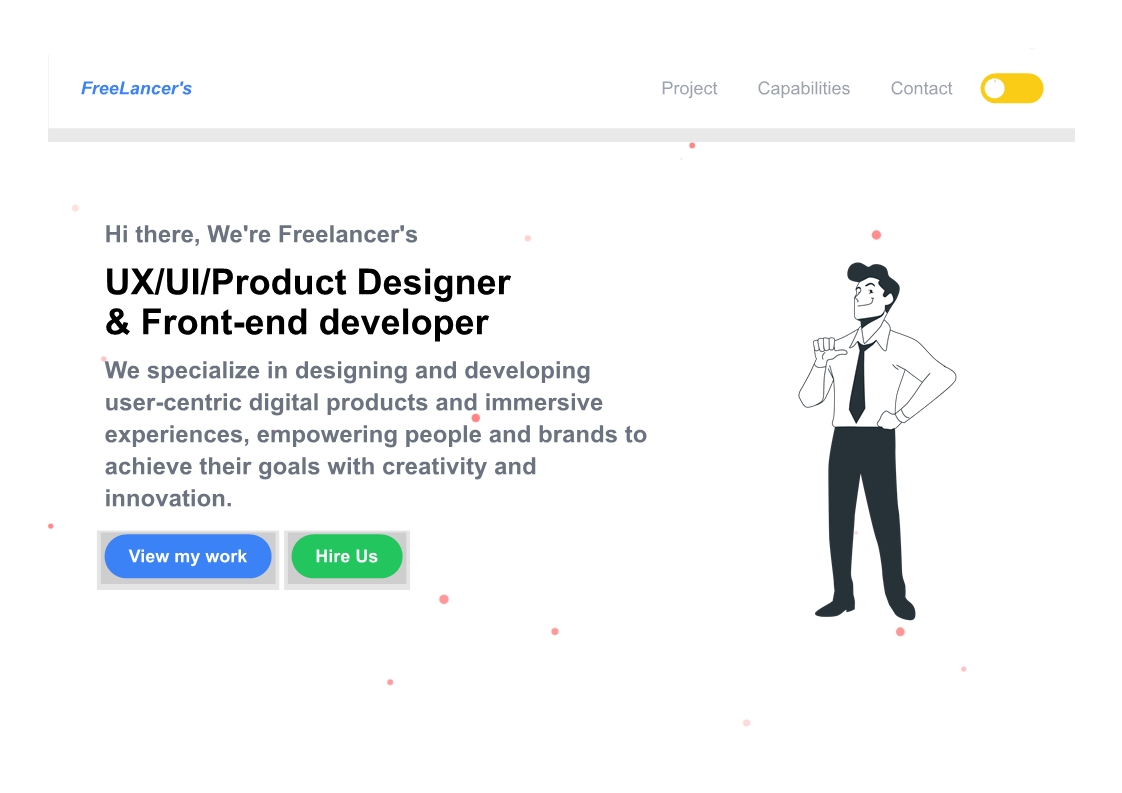 FreeLancer's
Project
Capabilities
Contact
Hi there, We're Freelancer's
UX/UI/Product Designer
& Front-end developer
We specialize in designing and developing
user-centric digital products and immersive
experiences, empowering people and brands to
achieve their goals with creativity and
innovation.
View my work
Hire Us